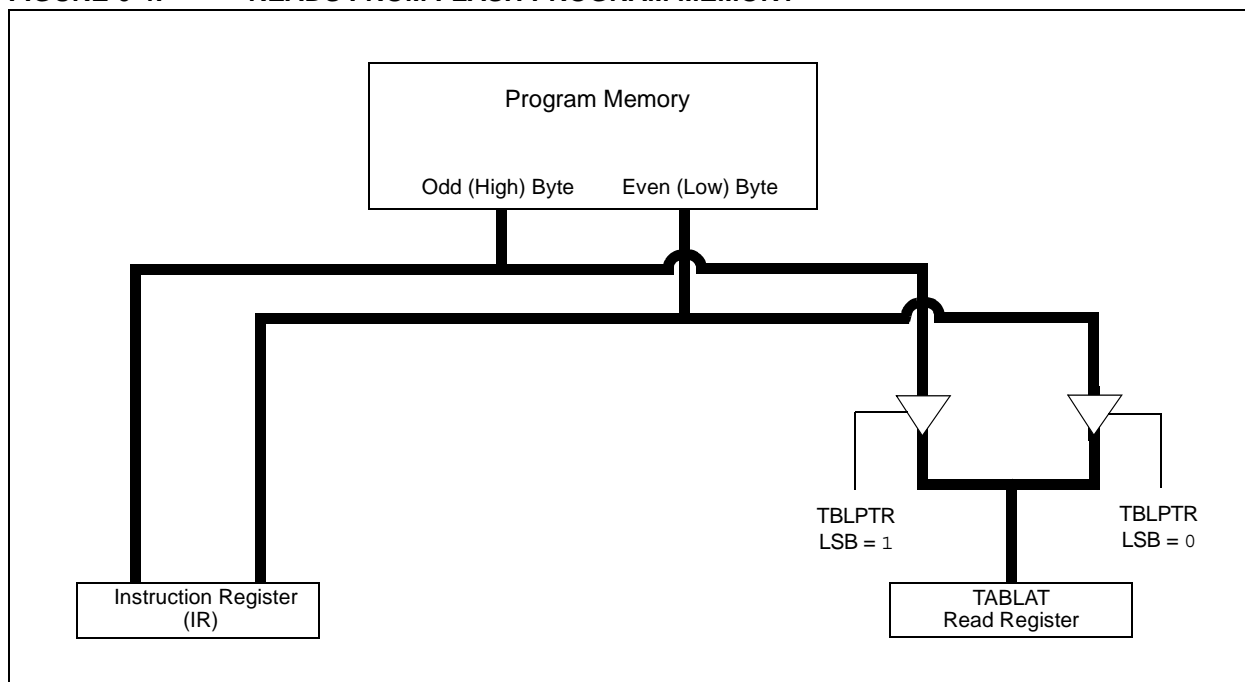 Program Memory
Odd (High) Byte Even (Low) Byte
TBLPTR
LSB = 1
TBLPTR
LSB = 0
Instruction Register
(IR)
TABLAT
Read Register